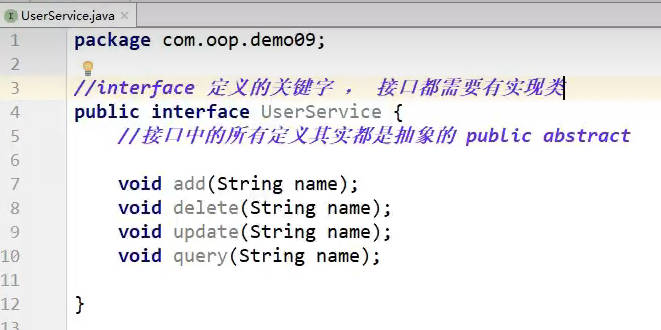 UserService.java
1 package com.oop.demo09;
2
3 //interface 定义的关键字 ， 接口都需要有实现类
4 public interface UserService {
5 //接口中的所有定义其实都是抽象的 public abstract
6
7 void add(String name);
8 void delete(String name);
9 void update(String name);
10 void query(String name);
11
12 }